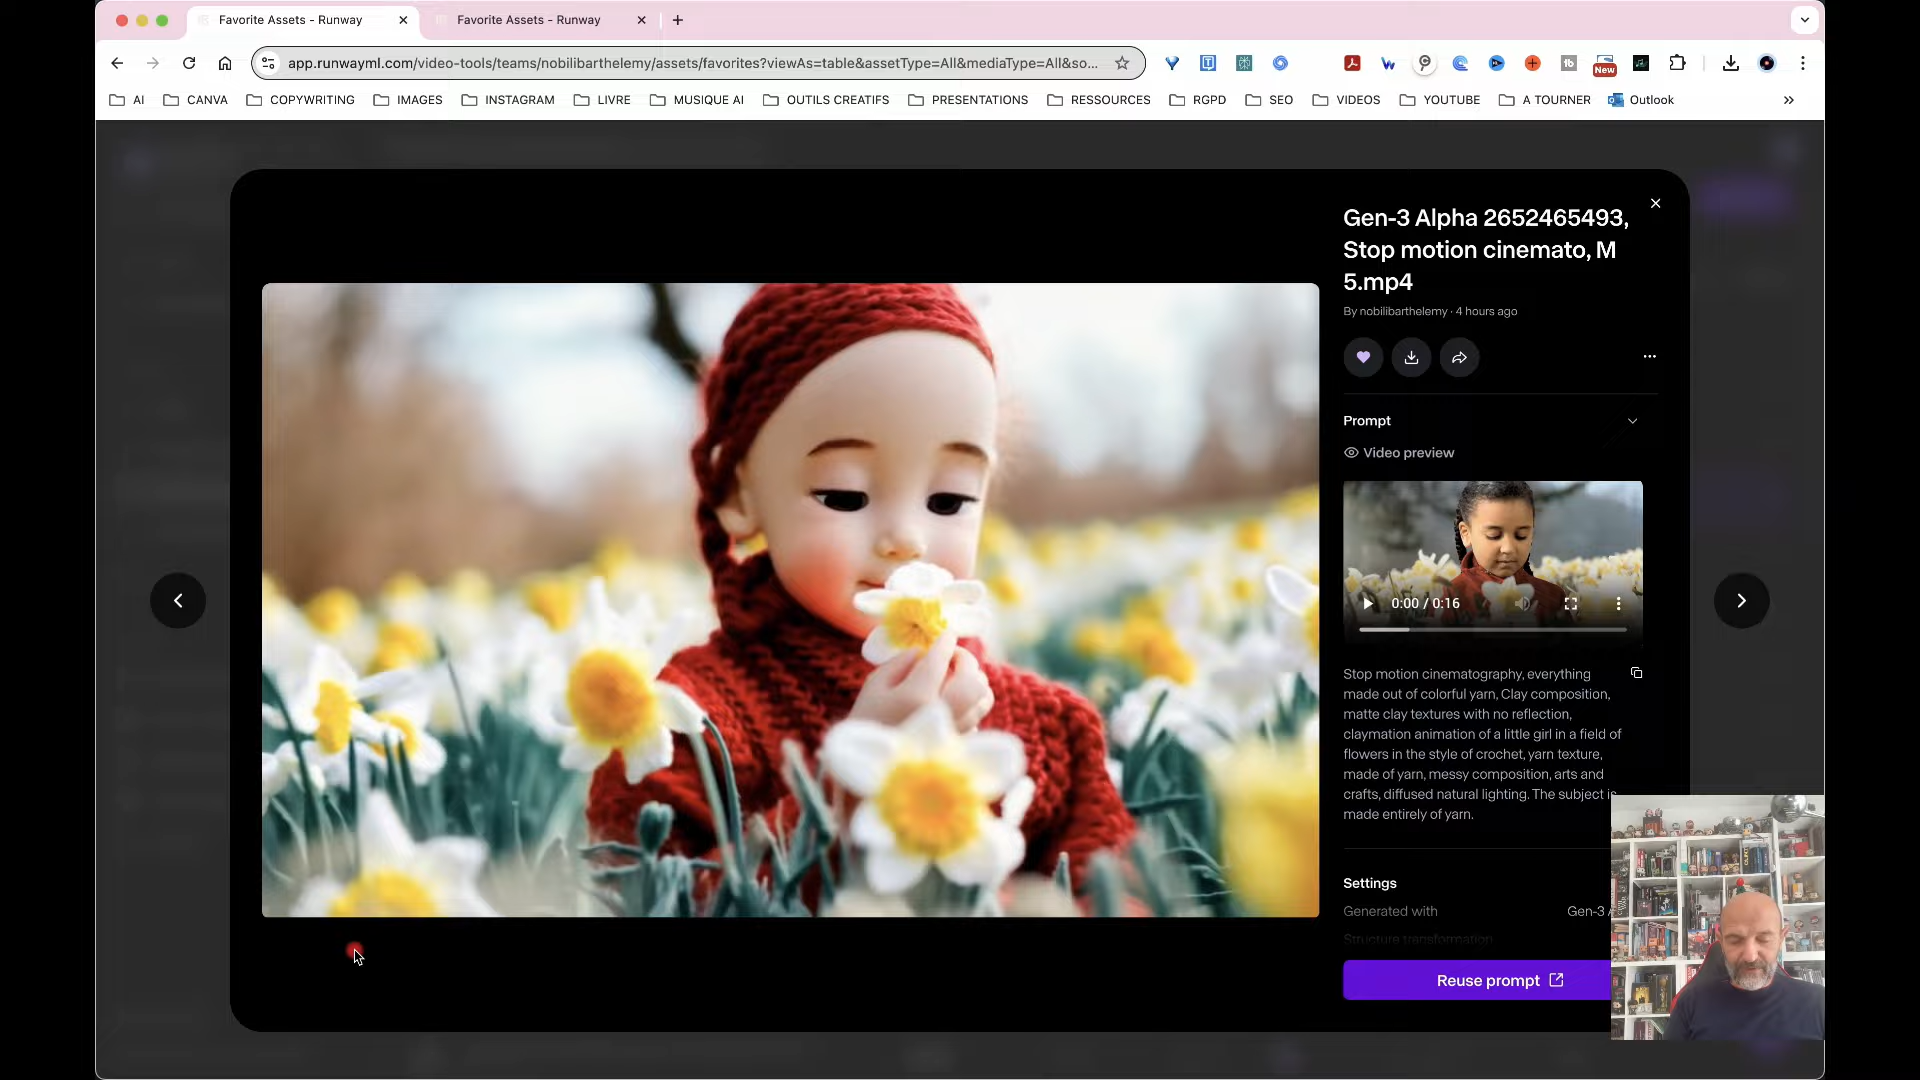 Favorite Assets - Runway
Favorite Assets - Runway
app.runwayml.com/video-tools/teams/nobilibarthelemy/assets/favorites?viewAs=table&assetType=All&mediaType=All&so...
New
AI
CANVA
COPYWRITING
IMAGES
INSTAGRAM
LIVRE
MUSIQUE AI
OUTILS CREATIFS
PRESENTATIONS
RESSOURCES
RGPD
SEO
VIDEOS
YOUTUBE
A TOURNER
Outlook
Gen-3 Alpha 2652465493,
Stop motion cinemato, M
5.mp4
By nobilibarthelemy · 4 hours ago
Prompt
Video preview
0:00 / 0:16
Stop motion cinematography, everything
made out of colorful yarn, Clay composition,
matte clay textures with no reflection,
claymation animation of a little girl in a field of
flowers in the style of crochet, yarn texture,
made of yarn, messy composition, arts and
crafts, diffused natural lighting. The subject is
made entirely of yarn.
Settings
Generated with
Gen-3
Structure transformation
Reuse prompt